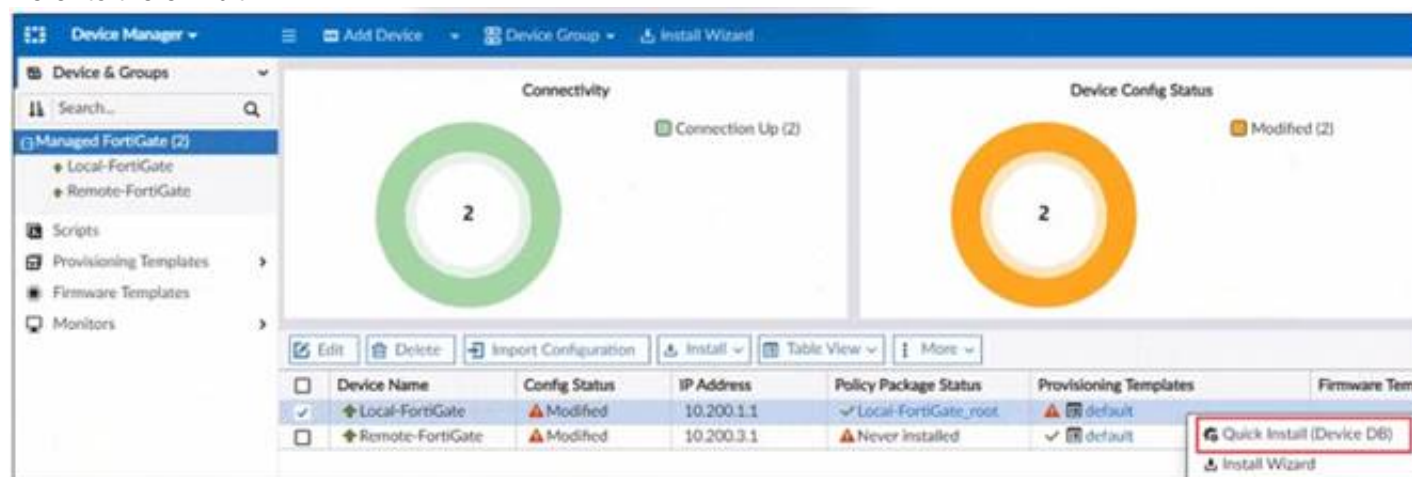 Device Manager
Add Device
Device Group
Install Wizard
Device & Groups
Search...
Managed FortiGate (2)
Local-FortiGate
Remote-FortiGate
Scripts
Provisioning Templates
Firmware Templates
Monitors
Connectivity
Connection Up (2)
2
Device Config Status
Modified (2)
2
Edit Delete Import Configuration Install Table View More
Device Name Config Status IP Address Policy Package Status Provisioning Templates Firmware Tem
Local-FortiGate Modified 10.200.1.1 Local-FortiGate_root default
Remote-FortiGate Modified 10.200.3.1 Never installed default
Quick Install (Device DB)
Install Wizard